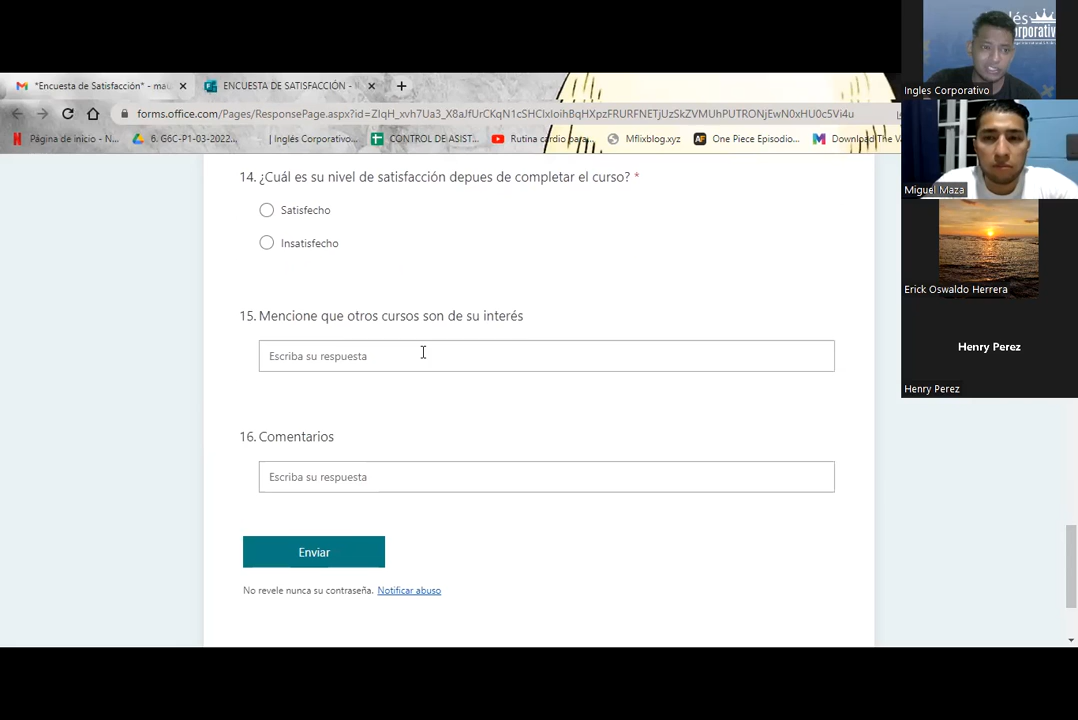 *Encuesta de Satisfacción* - mau
ENCUESTA DE SATISFACCIÓN -
forms.office.com/Pages/ResponsePage.aspx?id=ZIqH_xvh7Ua3_X8aJfUrCKqN1cSHCIxIoihBqHXpzFRURFNETjUzSkZVMUhPUTRONjEwN0xHU0c5Vi4u
Página de inicio - N...
6. G6C-P1-03-2022...
| Inglés Corporativo...
CONTROL DE ASIST...
Rutina cardio para...
Mflixblog.xyz
One Piece Episodio...
Download The
14. ¿Cuál es su nivel de satisfacción depues de completar el curso? *
Satisfecho
Insatisfecho
15. Mencione que otros cursos son de su interés
Escriba su respuesta
16. Comentarios
Escriba su respuesta
Enviar
No revele nunca su contraseña. Notificar abuso
Ingles Corporativo
Miguel Maza
Erick Oswaldo Herrera
Henry Perez
Henry Perez